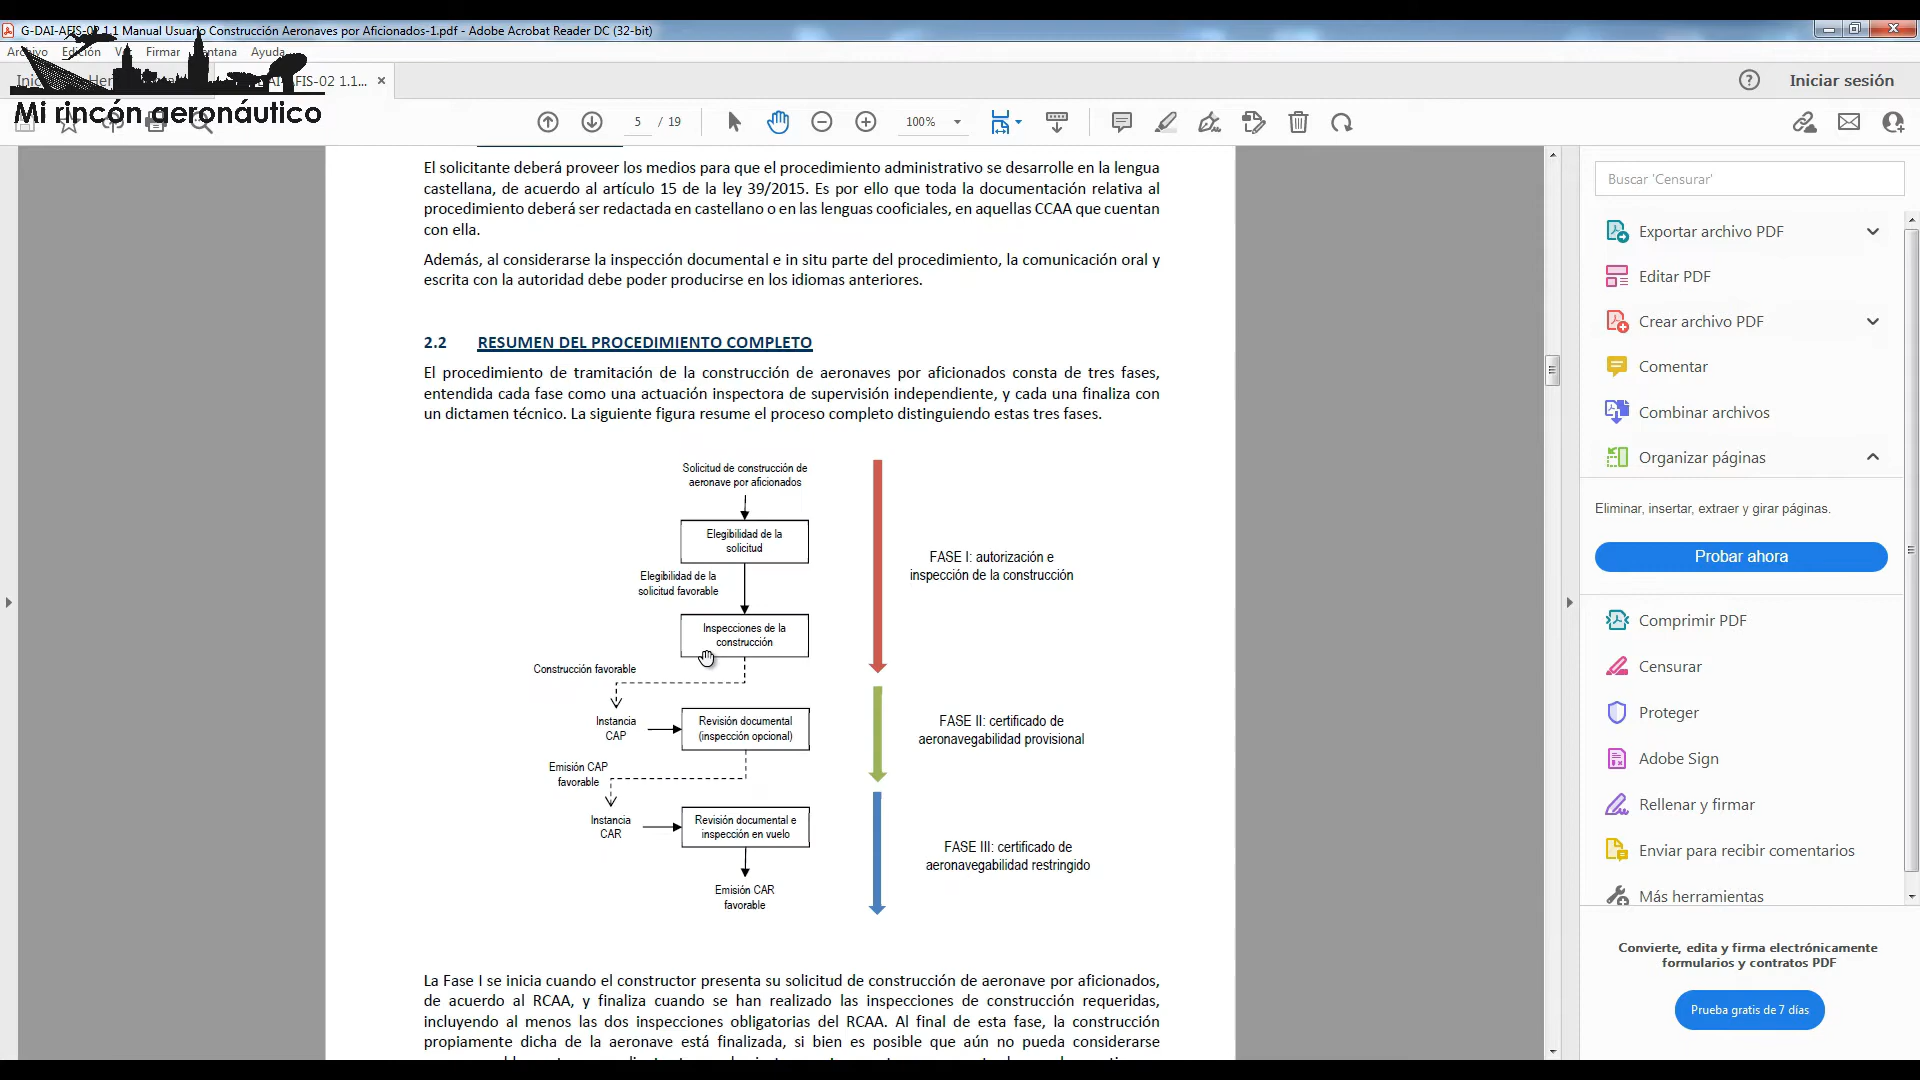 G-DAI-AFIS-02 1.1 Manual Usuario Construcción Aeronaves por Aficionados-1.pdf - Adobe Acrobat Reader DC (32-bit)
Archivo Edición Firmar Ventana Ayuda
AFIS-02 1.1...
Iniciar sesión
Mi rincón aeronáutico
5 / 19
100%
El solicitante deberá proveer los medios para que el procedimiento administrativo se desarrolle en la lengua
castellana, de acuerdo al artículo 15 de la ley 39/2015. Es por ello que toda la documentación relativa al
procedimiento deberá ser redactada en castellano o en las lenguas cooficiales, en aquellas CCAA que cuentan
con ella.
Además, al considerarse la inspección documental e in situ parte del procedimiento, la comunicación oral y
escrita con la autoridad debe poder producirse en los idiomas anteriores.
2.2 RESUMEN DEL PROCEDIMIENTO COMPLETO
El procedimiento de tramitación de la construcción de aeronaves por aficionados consta de tres fases,
entendida cada fase como una actuación inspectora de supervisión independiente, y cada una finaliza con
un dictamen técnico. La siguiente figura resume el proceso completo distinguiendo estas tres fases.
Solicitud de construcción de
aeronave por aficionados
Elegibilidad de la
solicitud
Elegibilidad de la
solicitud favorable
FASE I: autorización e
inspección de la construcción
Inspecciones de la
construcción
Construcción favorable
Instancia
CAP
Revisión documental
(inspección opcional)
FASE II: certificado de
aeronavegabilidad provisional
Emisión CAP
favorable
Instancia
CAR
Revisión documental e
inspección en vuelo
FASE III: certificado de
aeronavegabilidad restringido
Emisión CAR
favorable
La Fase I se inicia cuando el constructor presenta su solicitud de construcción de aeronave por aficionados,
de acuerdo al RCAA, y finaliza cuando se han realizado las inspecciones de construcción requeridas,
incluyendo al menos las dos inspecciones obligatorias del RCAA. Al final de esta fase, la construcción
propiamente dicha de la aeronave está finalizada, si bien es posible que aún no pueda considerarse
Buscar 'Censurar'
Exportar archivo PDF
Editar PDF
Crear archivo PDF
Comentar
Combinar archivos
Organizar páginas
Eliminar, insertar, extraer y girar páginas.
Probar ahora
Comprimir PDF
Censurar
Proteger
Adobe Sign
Rellenar y firmar
Enviar para recibir comentarios
Más herramientas
Convierte, edita y firma electrónicamente
formularios y contratos PDF
Prueba gratis de 7 días